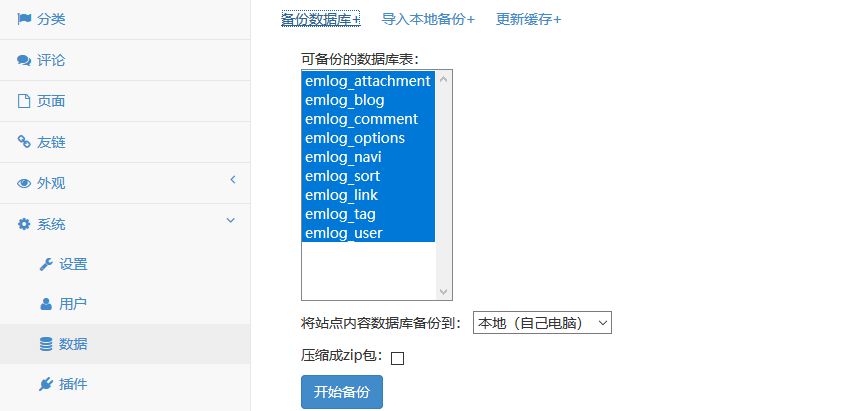 分类
评论
页面
友链
外观
系统
设置
用户
数据
插件
备份数据库+ 导入本地备份+ 更新缓存+
可备份的数据库表：
emlog_attachment
emlog_blog
emlog_comment
emlog_options
emlog_navi
emlog_sort
emlog_link
emlog_tag
emlog_user
将站点内容数据库备份到： 本地（自己电脑）
压缩成zip包：
开始备份